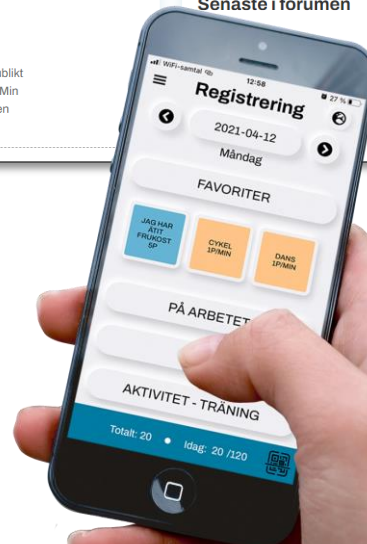 Senaste i forumen
blikt
Min
en
WiFi-samtal
12:58
27 %
Registrering
2021-04-12
Måndag
FAVORITER
JAG HAR
ÄTIT
FRUKOST
5P
CYKEL
1P/MIN
DANS
1P/MIN
PÅ ARBETET
AKTIVITET - TRÄNING
Totalt: 20 • Idag: 20 /120